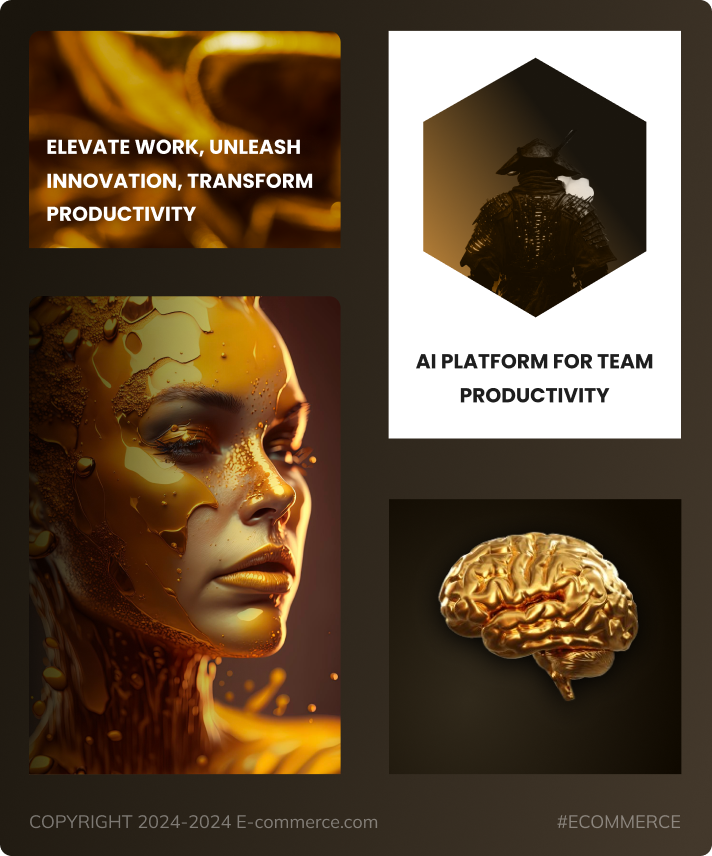 ELEVATE WORK, UNLEASH
INNOVATION, TRANSFORM
PRODUCTIVITY
AI PLATFORM FOR TEAM
PRODUCTIVITY
COPYRIGHT 2024-2024 E-commerce.com
#ECOMMERCE